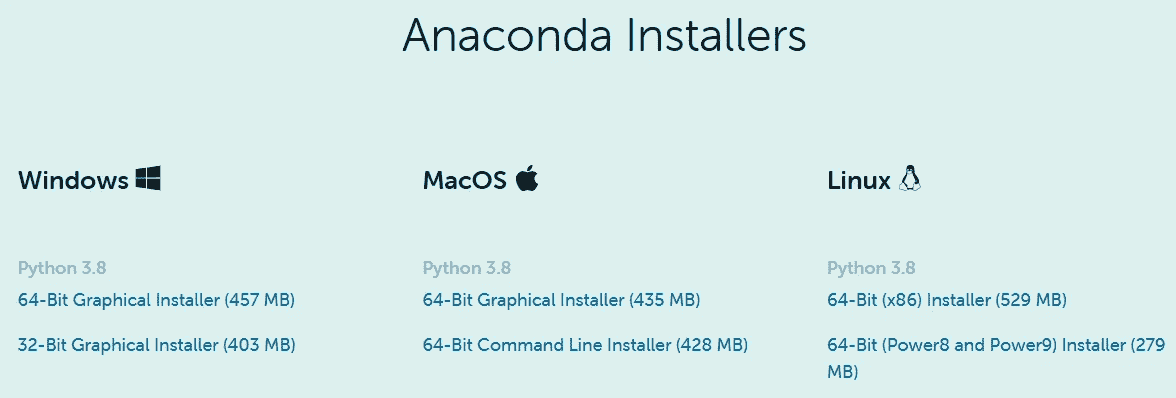 Anaconda Installers
Windows
Python 3.8
64-Bit Graphical Installer (457 MB)
32-Bit Graphical Installer (403 MB)
MacOS
Python 3.8
64-Bit Graphical Installer (435 MB)
64-Bit Command Line Installer (428 MB)
Linux
Python 3.8
64-Bit (x86) Installer (529 MB)
64-Bit (Power8 and Power9) Installer (279
MB)